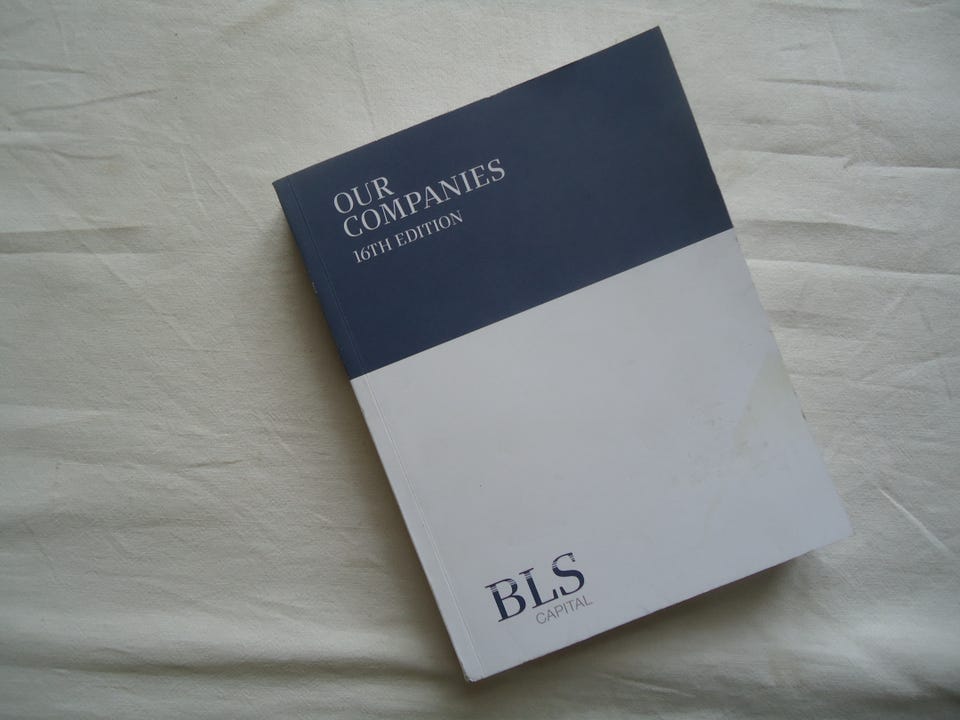 OUR
COMPANIES
16TH EDITION
BLS
CAPITAL